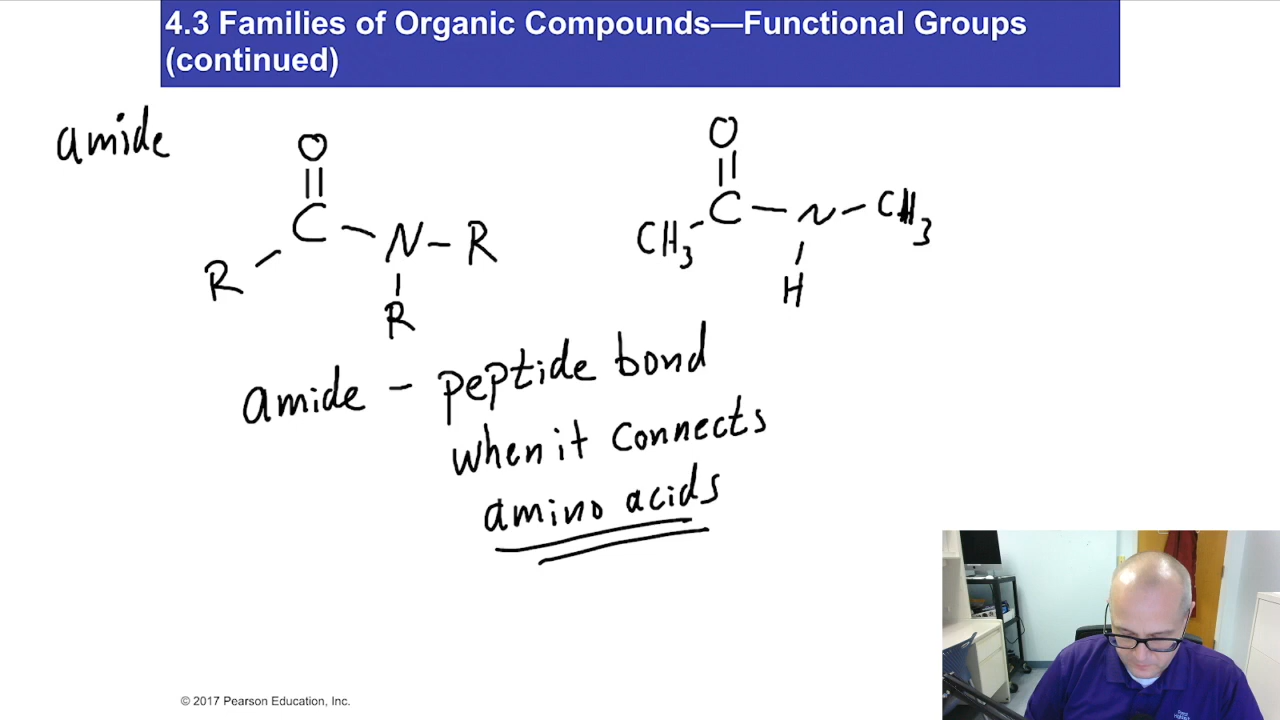 4.3 Families of Organic Compounds—Functional Groups
(continued)
amide
O
||
C – N – R
R
R
O
||
CH3 – C – N – CH3
H
amide – peptide bond
when it connects
amino acids
© 2017 Pearson Education, Inc.